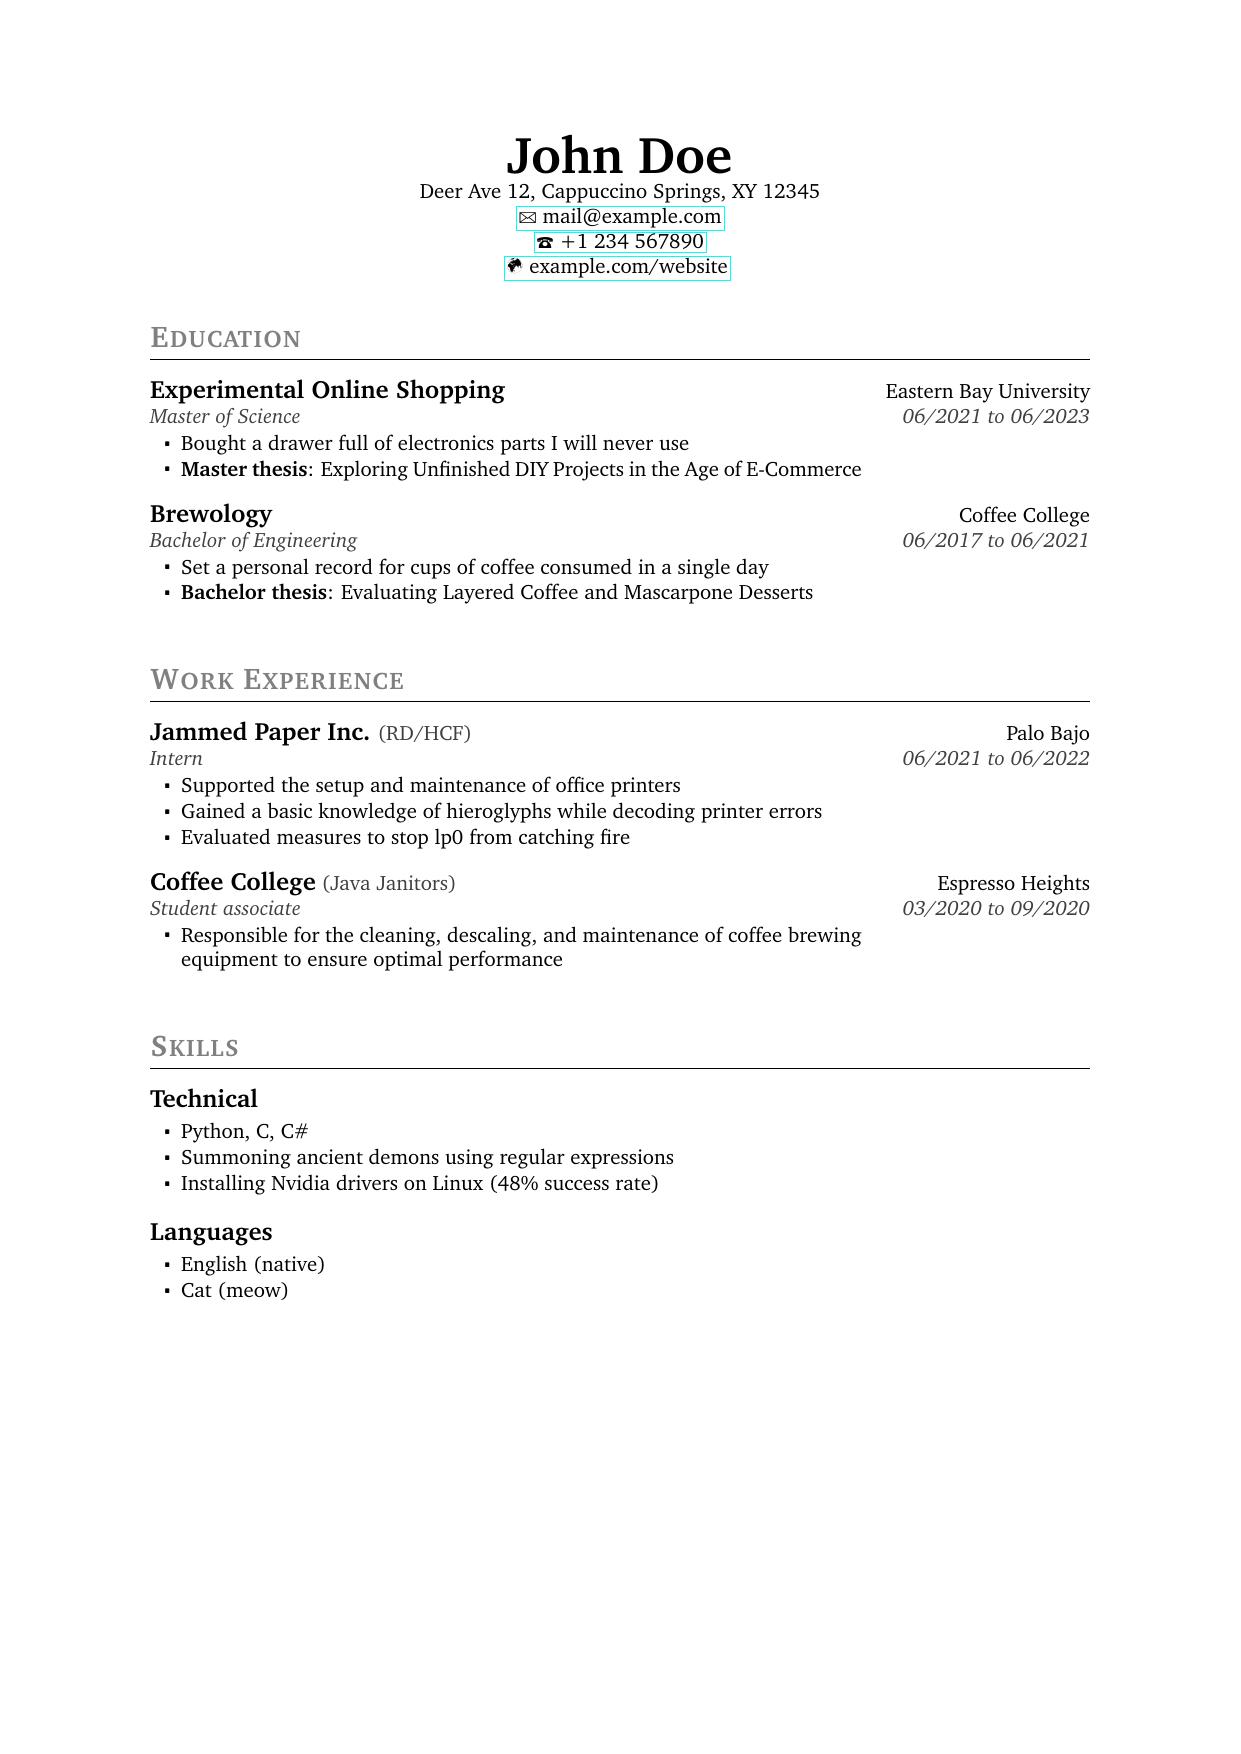 John Doe
Deer Ave 12, Cappuccino Springs, XY 12345
✉ mail@example.com
☎ +1 234 567890
example.com/website
EDUCATION
Experimental Online Shopping Eastern Bay University
Master of Science 06/2021 to 06/2023
▪ Bought a drawer full of electronics parts I will never use
▪ Master thesis: Exploring Unfinished DIY Projects in the Age of E-Commerce
Brewology Coffee College
Bachelor of Engineering 06/2017 to 06/2021
▪ Set a personal record for cups of coffee consumed in a single day
▪ Bachelor thesis: Evaluating Layered Coffee and Mascarpone Desserts
WORK EXPERIENCE
Jammed Paper Inc. (RD/HCF) Palo Bajo
Intern 06/2021 to 06/2022
▪ Supported the setup and maintenance of office printers
▪ Gained a basic knowledge of hieroglyphs while decoding printer errors
▪ Evaluated measures to stop lp0 from catching fire
Coffee College (Java Janitors) Espresso Heights
Student associate 03/2020 to 09/2020
▪ Responsible for the cleaning, descaling, and maintenance of coffee brewing
equipment to ensure optimal performance
SKILLS
Technical
▪ Python, C, C#
▪ Summoning ancient demons using regular expressions
▪ Installing Nvidia drivers on Linux (48% success rate)
Languages
▪ English (native)
▪ Cat (meow)